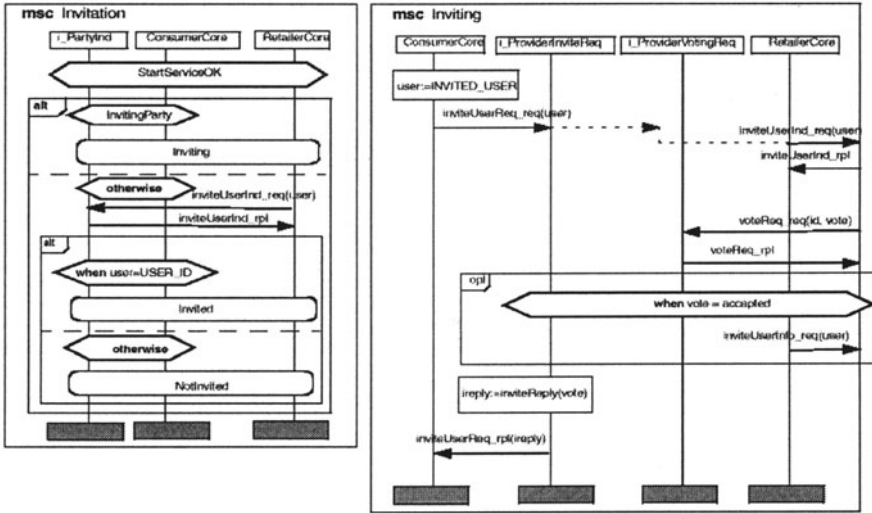 msc Invitation
i_PartyInd ConsumerCore RetailerCore
StartServiceOK
alt
InvitingParty
Inviting
otherwise
inviteUserInd_req(user)
inviteUserInd_rpl
alt
when user=USER_ID
Invited
otherwise
NotInvited
msc Inviting
ConsumerCore i_ProviderInviteReq i_ProviderVotingReq RetailerCore
user:=INVITED_USER
inviteUserReq_req(user)
inviteUserInd_req(user
inviteUserInd_rpl
voteReq_req(id, vote)
voteReq_rpl
opt
when vote = accepted
inviteUserInfo_req(user)
ireply:=inviteReply(vote)
inviteUserReq_rpl(ireply)